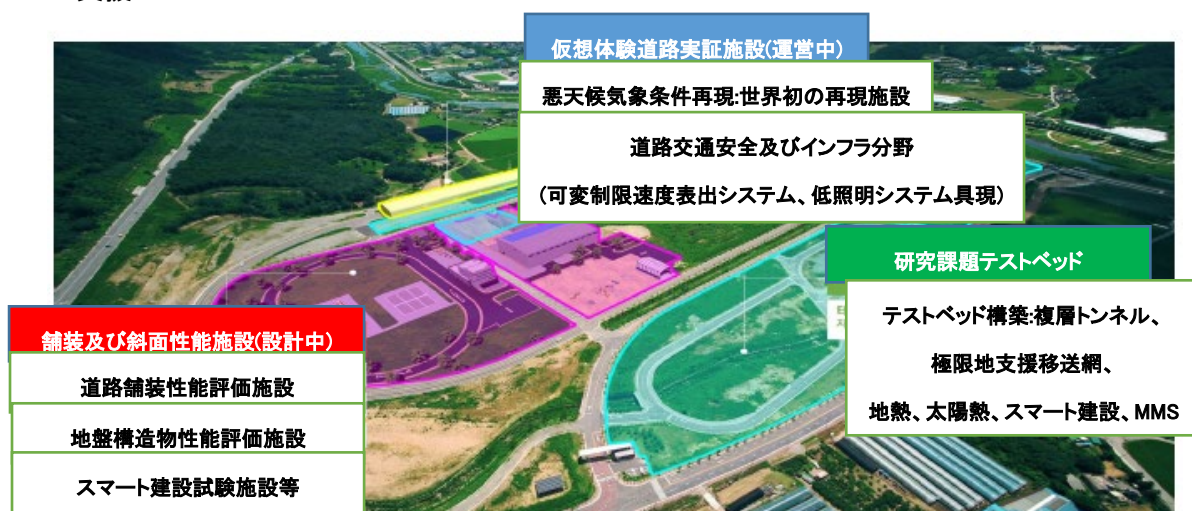 仮想体験道路実証施設(運営中)
悪天候気象条件再現:世界初の再現施設
道路交通安全及びインフラ分野
(可変制限速度表出システム、低照明システム具現)
研究課題テストベッド
テストベッド構築:複層トンネル、
極限地支援移送網、
地熱、太陽熱、スマート建設、MMS
舗装及び斜面性能施設(設計中)
道路舗装性能評価施設
地盤構造物性能評価施設
スマート建設試験施設等